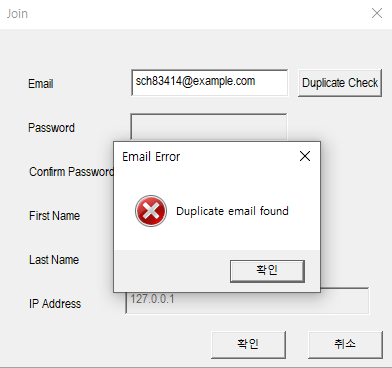 Join
Email
sch83414@example.com
Duplicate Check
Password
Email Error
Confirm Password
Duplicate email found
First Name
Last Name
확인
IP Address
127.0.0.1
확인
취소